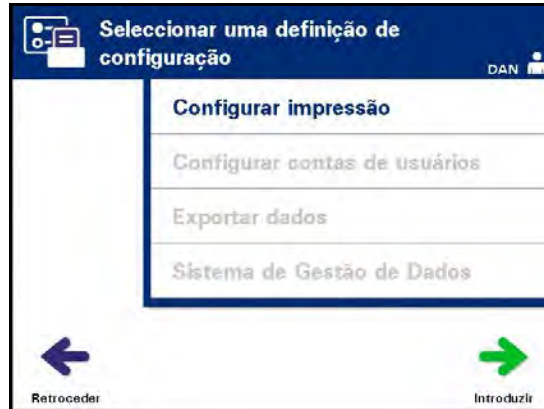 Seleccionar uma definição de
configuração
DAN
Configurar impressão
Configurar contas de usuários
Exportar dados
Sistema de Gestão de Dados
Retroceder
Introduzir